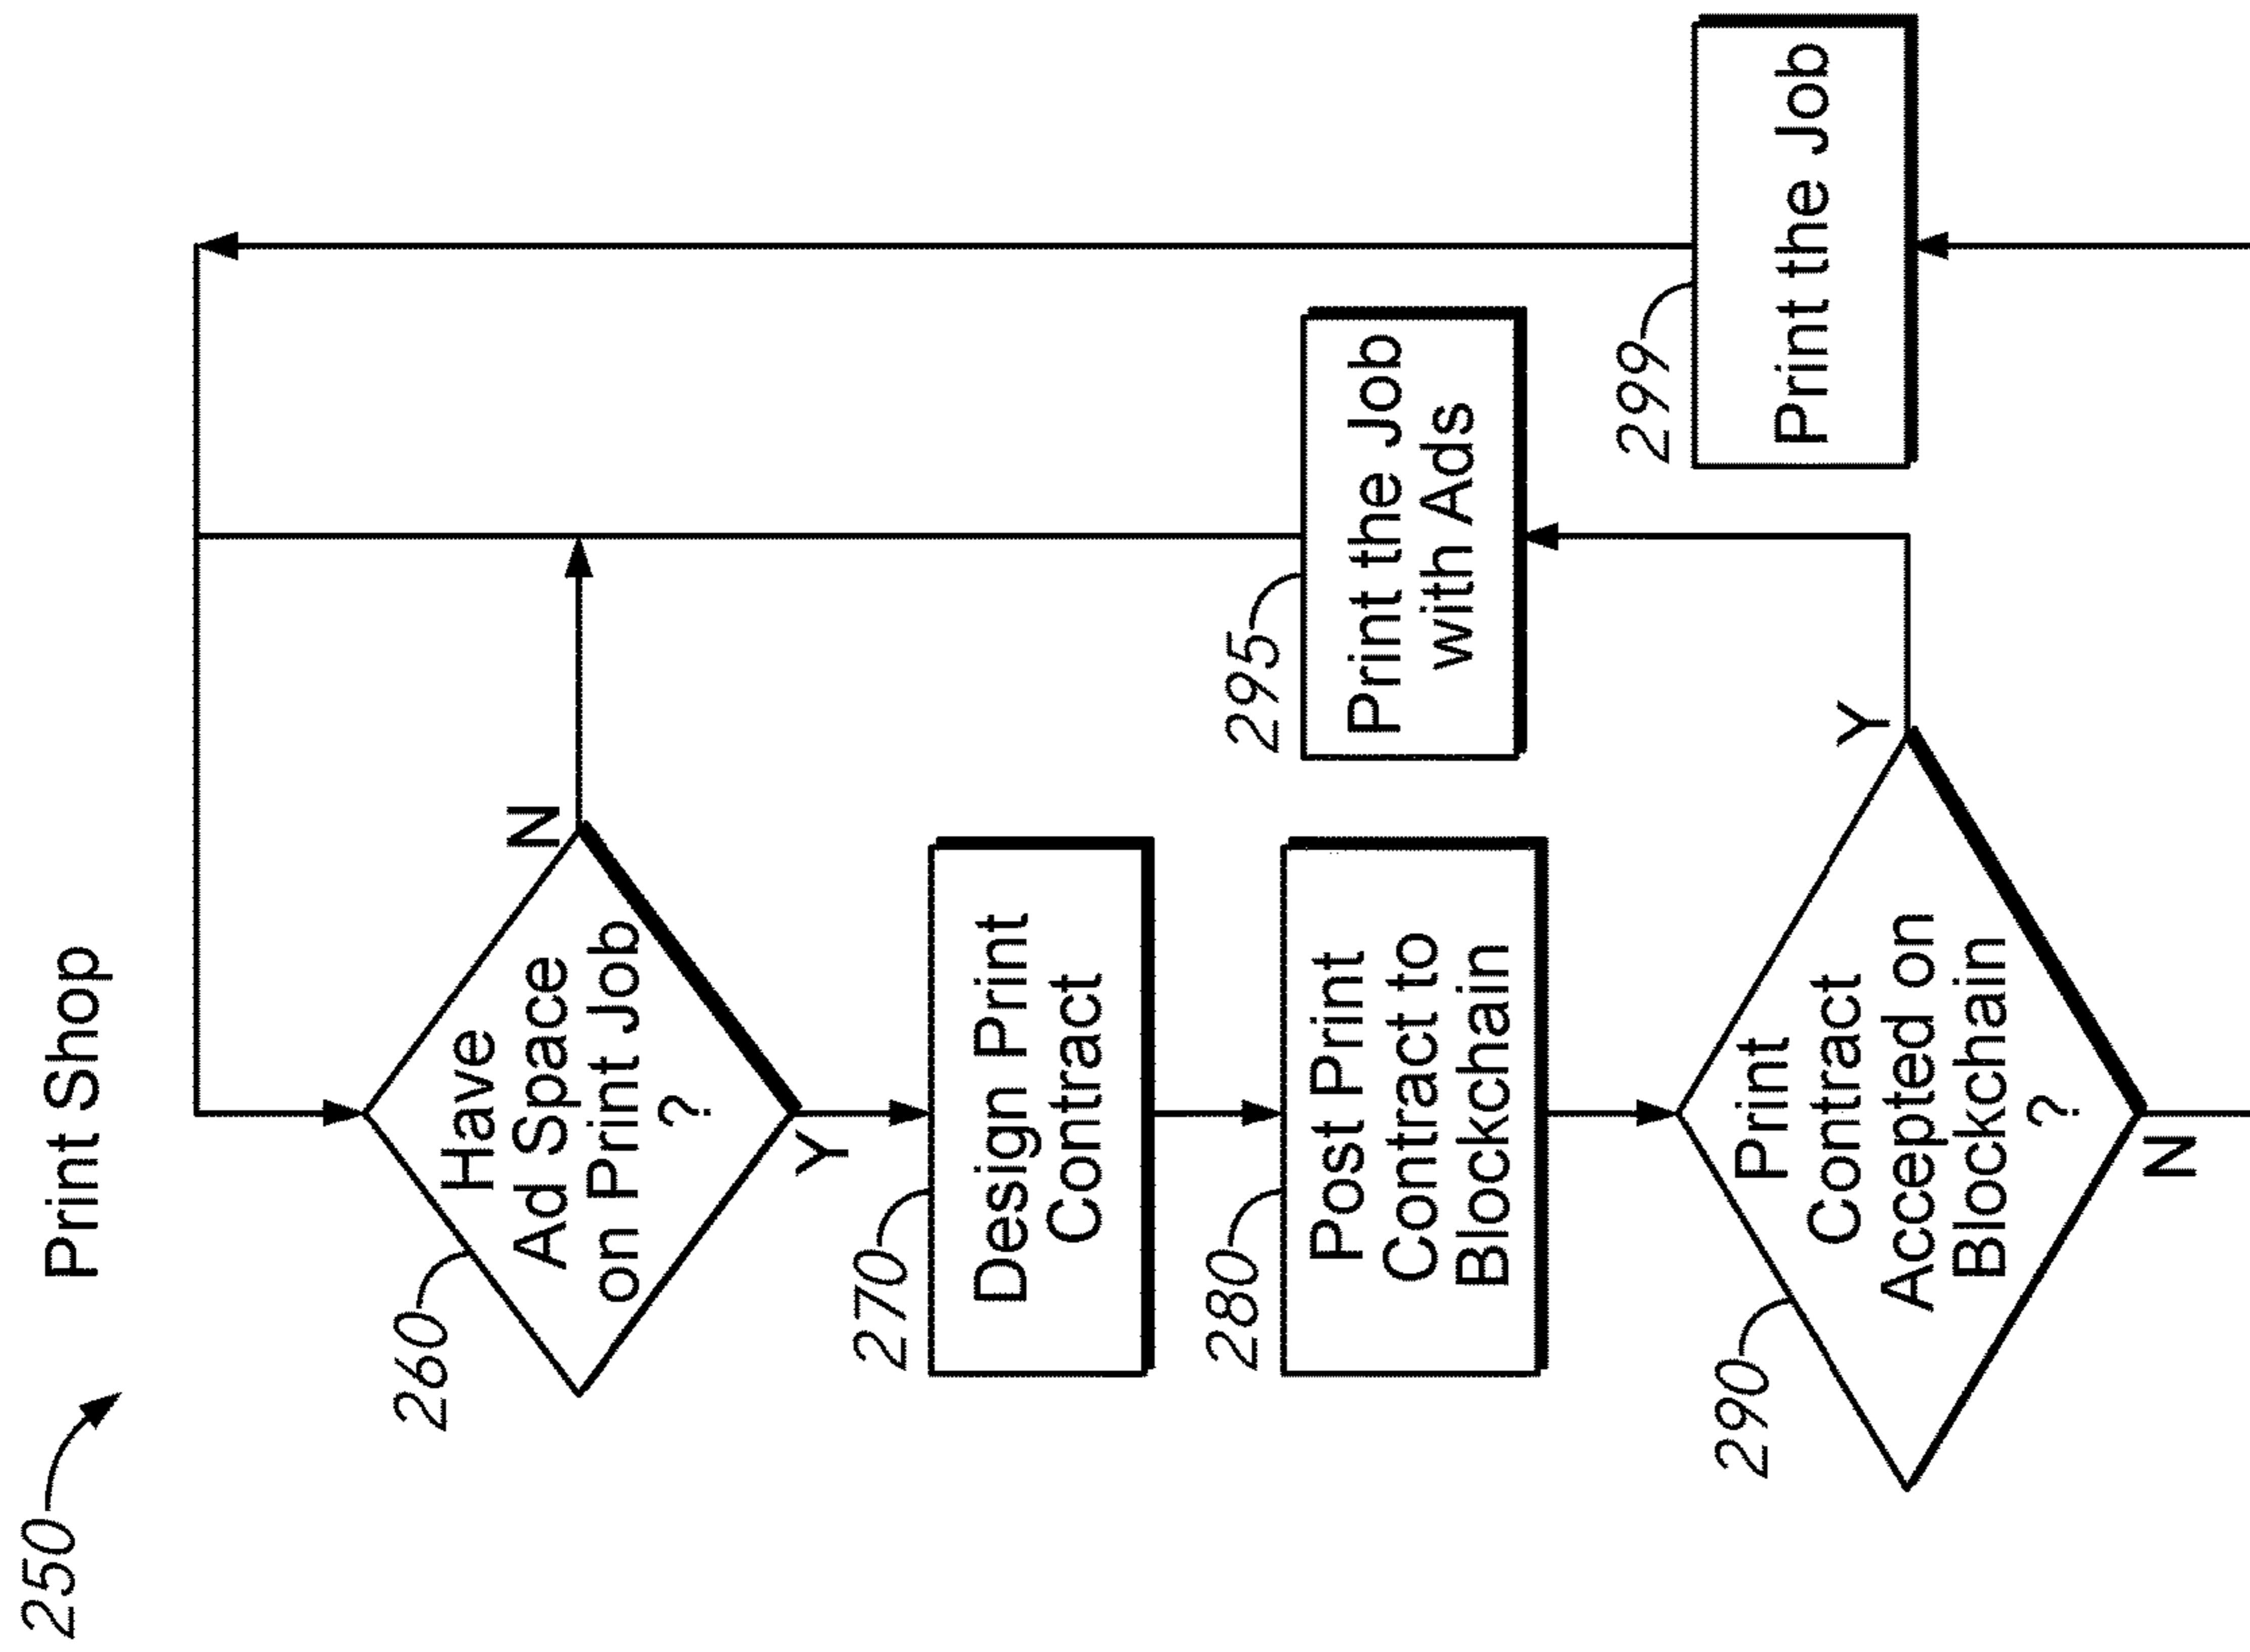 250
Print Shop
260
Have
Ad Space
on Print Job
?
N
Y
270
Design Print
Contract
280
Post Print
Contract to
Blockchain
290
Print
Contract
Accepted on
Blockchain
?
Y
N
295
Print the Job
with Ads
299
Print the Job